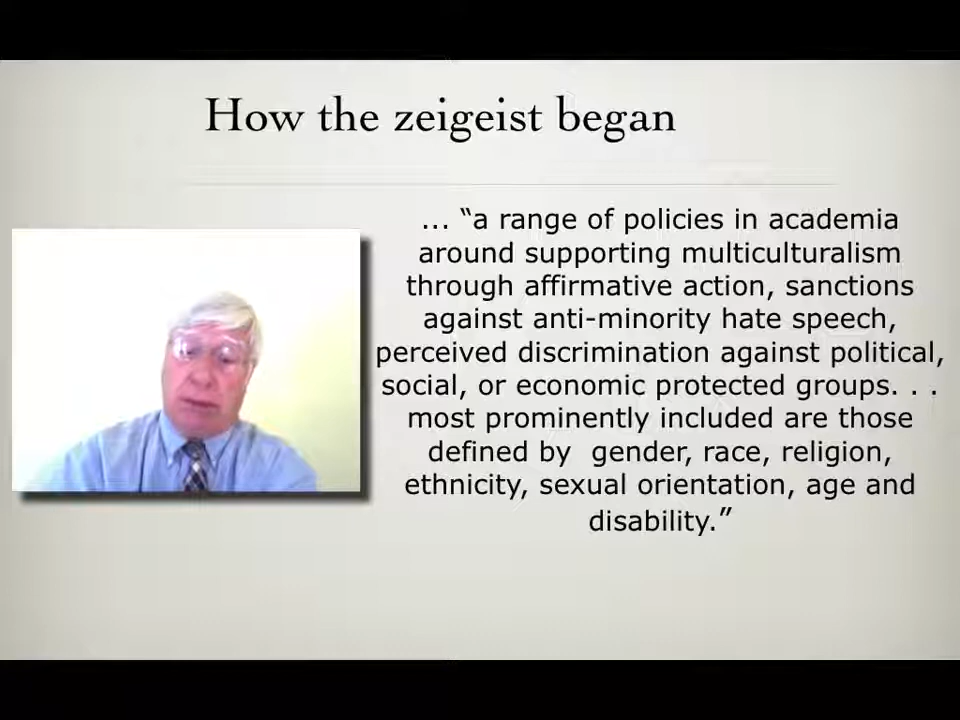 How the zeigeist began
... “a range of policies in academia
around supporting multiculturalism
through affirmative action, sanctions
against anti-minority hate speech,
perceived discrimination against political,
social, or economic protected groups. . .
most prominently included are those
defined by  gender, race, religion,
ethnicity, sexual orientation, age and
disability.”